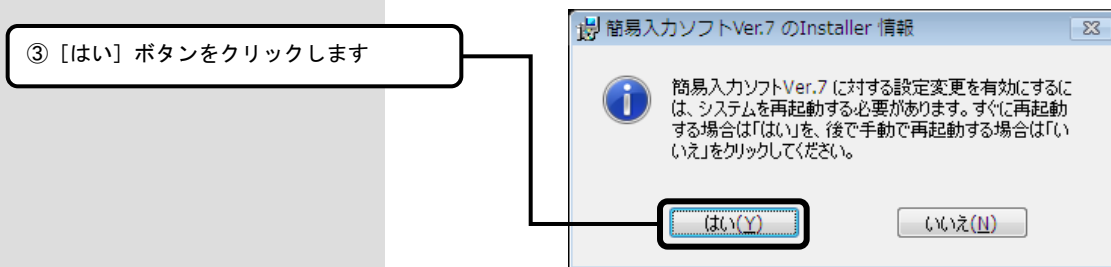 簡易入力ソフトVer.7 のInstaller 情報
③［はい］ボタンをクリックします
簡易入力ソフトVer.7 に対する設定変更を有効にするに
は、システムを再起動する必要があります。すぐに再起動
する場合は「はい」を、後で手動で再起動する場合は「い
いえ」をクリックしてください。
はい(Y)
いいえ(N)